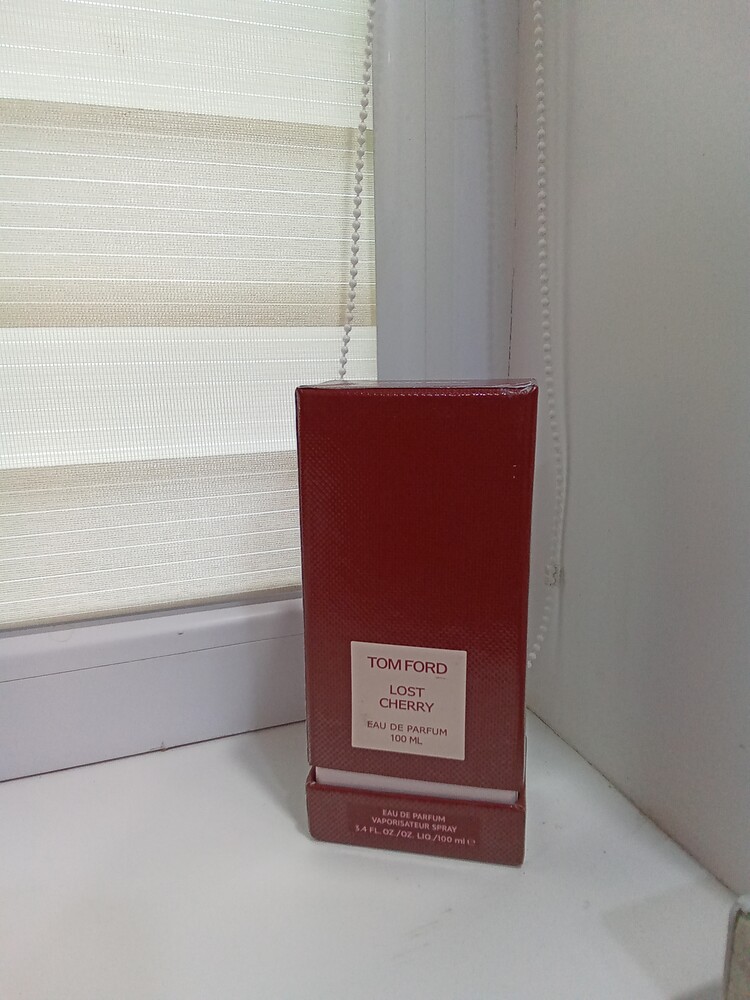 TOM FORD
LOST
CHERRY
EAU DE PARFUM
100 ML
EAU DE PARFUM
VAPORISATEUR SPRAY
3.4 FL. OZ./OZ. LIQ./100 ml ℮